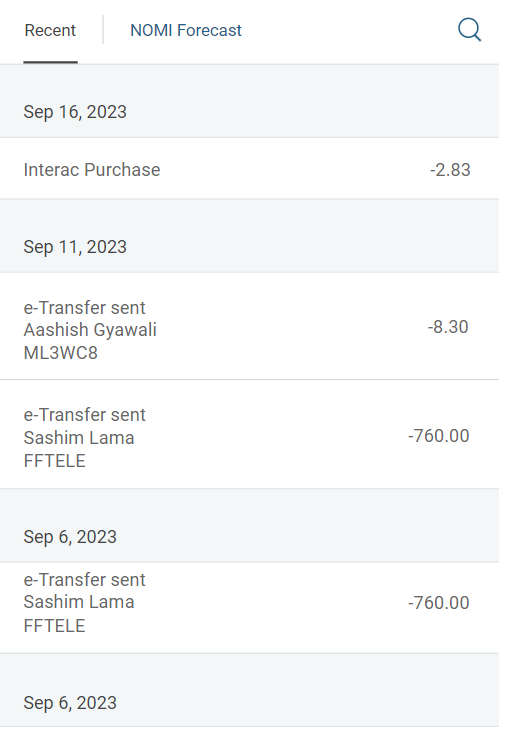 Recent NOMI Forecast
Sep 16, 2023
Interac Purchase -2.83
Sep 11, 2023
e-Transfer sent
Aashish Gyawali -8.30
ML3WC8
e-Transfer sent
Sashim Lama -760.00
FFTELE
Sep 6, 2023
e-Transfer sent
Sashim Lama -760.00
FFTELE
Sep 6, 2023